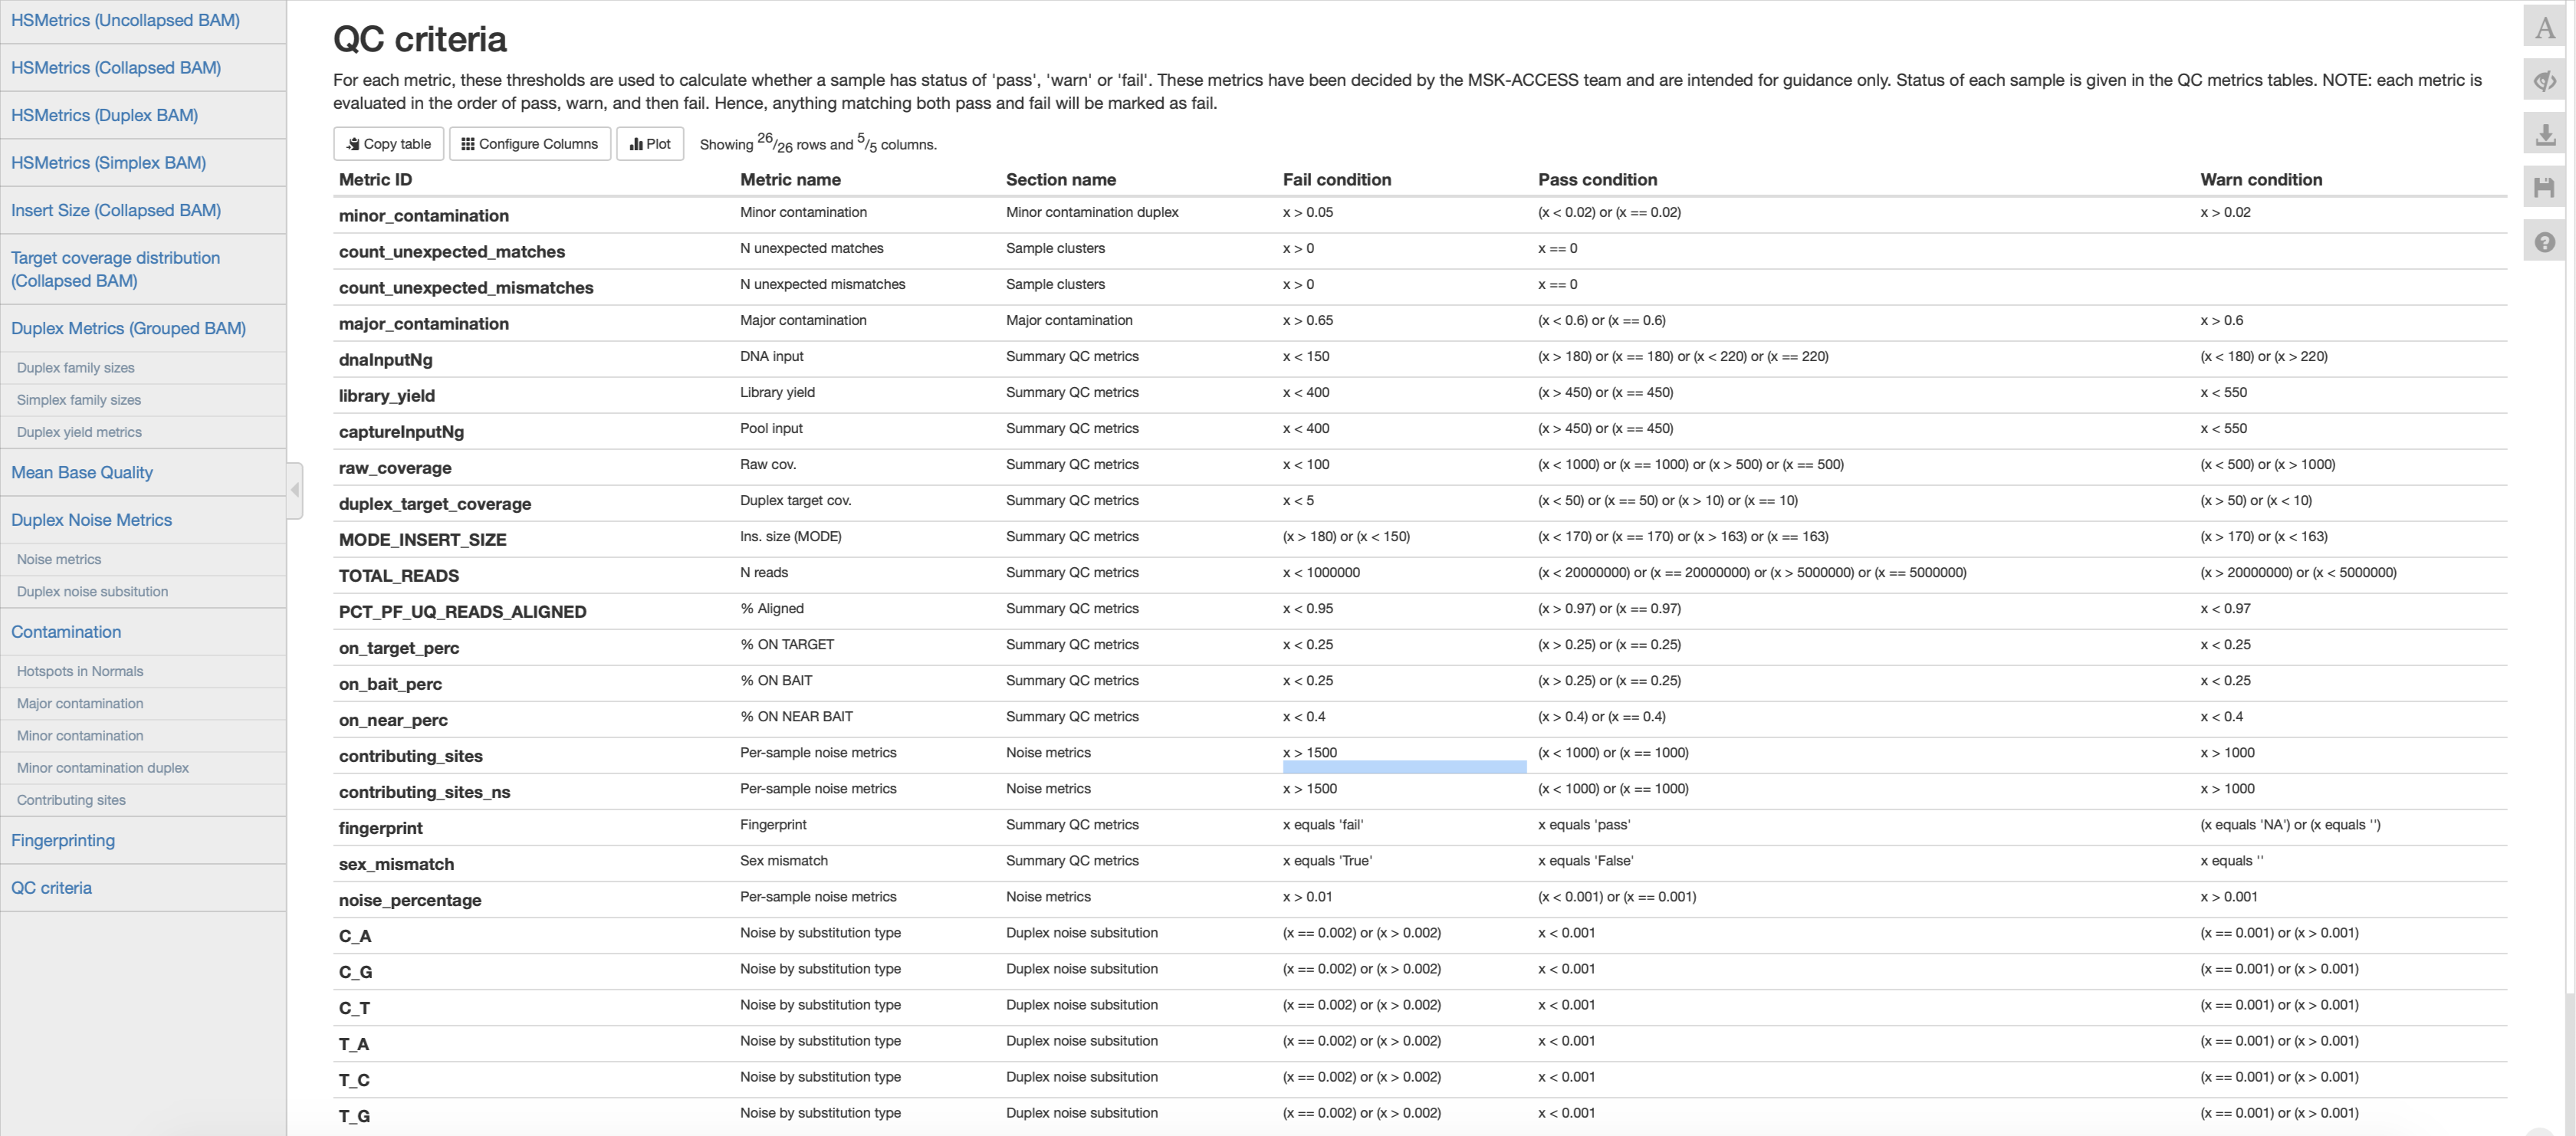 HSMetrics (Uncollapsed BAM)
HSMetrics (Collapsed BAM)
HSMetrics (Duplex BAM)
HSMetrics (Simplex BAM)
Insert Size (Collapsed BAM)
Target coverage distribution
(Collapsed BAM)
Duplex Metrics (Grouped BAM)
Duplex family sizes
Simplex family sizes
Duplex yield metrics
Mean Base Quality
Duplex Noise Metrics
Noise metrics
Duplex noise subsitution
Contamination
Hotspots in Normals
Major contamination
Minor contamination
Minor contamination duplex
Contributing sites
Fingerprinting
QC criteria
QC criteria
For each metric, these thresholds are used to calculate whether a sample has status of 'pass', 'warn' or 'fail'. These metrics have been decided by the MSK-ACCESS team and are intended for guidance only. Status of each sample is given in the QC metrics tables. NOTE: each metric is
evaluated in the order of pass, warn, and then fail. Hence, anything matching both pass and fail will be marked as fail.
Copy table Configure Columns Plot Showing 26/26 rows and 5/5 columns.
Metric ID Metric name Section name Fail condition Pass condition Warn condition
minor_contamination Minor contamination Minor contamination duplex x > 0.05 (x < 0.02) or (x == 0.02) x > 0.02
count_unexpected_matches N unexpected matches Sample clusters x > 0 x == 0
count_unexpected_mismatches N unexpected mismatches Sample clusters x > 0 x == 0
major_contamination Major contamination Major contamination x > 0.65 (x < 0.6) or (x == 0.6) x > 0.6
dnaInputNg DNA input Summary QC metrics x < 150 (x > 180) or (x == 180) or (x < 220) or (x == 220) (x < 180) or (x > 220)
library_yield Library yield Summary QC metrics x < 400 (x > 450) or (x == 450) x < 550
captureInputNg Pool input Summary QC metrics x < 400 (x > 450) or (x == 450) x < 550
raw_coverage Raw cov. Summary QC metrics x < 100 (x < 1000) or (x == 1000) or (x > 500) or (x == 500) (x < 500) or (x > 1000)
duplex_target_coverage Duplex target cov. Summary QC metrics x < 5 (x < 50) or (x == 50) or (x > 10) or (x == 10) (x > 50) or (x < 10)
MODE_INSERT_SIZE Ins. size (MODE) Summary QC metrics (x > 180) or (x < 150) (x < 170) or (x == 170) or (x > 163) or (x == 163) (x > 170) or (x < 163)
TOTAL_READS N reads Summary QC metrics x < 1000000 (x < 20000000) or (x == 20000000) or (x > 5000000) or (x == 5000000) (x > 20000000) or (x < 5000000)
PCT_PF_UQ_READS_ALIGNED % Aligned Summary QC metrics x < 0.95 (x > 0.97) or (x == 0.97) x < 0.97
on_target_perc % ON TARGET Summary QC metrics x < 0.25 (x > 0.25) or (x == 0.25) x < 0.25
on_bait_perc % ON BAIT Summary QC metrics x < 0.25 (x > 0.25) or (x == 0.25) x < 0.25
on_near_perc % ON NEAR BAIT Summary QC metrics x < 0.4 (x > 0.4) or (x == 0.4) x < 0.4
contributing_sites Per-sample noise metrics Noise metrics x > 1500 (x < 1000) or (x == 1000) x > 1000
contributing_sites_ns Per-sample noise metrics Noise metrics x > 1500 (x < 1000) or (x == 1000) x > 1000
fingerprint Fingerprint Summary QC metrics x equals 'fail' x equals 'pass' (x equals 'NA') or (x equals '')
sex_mismatch Sex mismatch Summary QC metrics x equals 'True' x equals 'False' x equals ''
noise_percentage Per-sample noise metrics Noise metrics x > 0.01 (x < 0.001) or (x == 0.001) x > 0.001
C_A Noise by substitution type Duplex noise subsitution (x == 0.002) or (x > 0.002) x < 0.001 (x == 0.001) or (x > 0.001)
C_G Noise by substitution type Duplex noise subsitution (x == 0.002) or (x > 0.002) x < 0.001 (x == 0.001) or (x > 0.001)
C_T Noise by substitution type Duplex noise subsitution (x == 0.002) or (x > 0.002) x < 0.001 (x == 0.001) or (x > 0.001)
T_A Noise by substitution type Duplex noise subsitution (x == 0.002) or (x > 0.002) x < 0.001 (x == 0.001) or (x > 0.001)
T_C Noise by substitution type Duplex noise subsitution (x == 0.002) or (x > 0.002) x < 0.001 (x == 0.001) or (x > 0.001)
T_G Noise by substitution type Duplex noise subsitution (x == 0.002) or (x > 0.002) x < 0.001 (x == 0.001) or (x > 0.001)
A
?